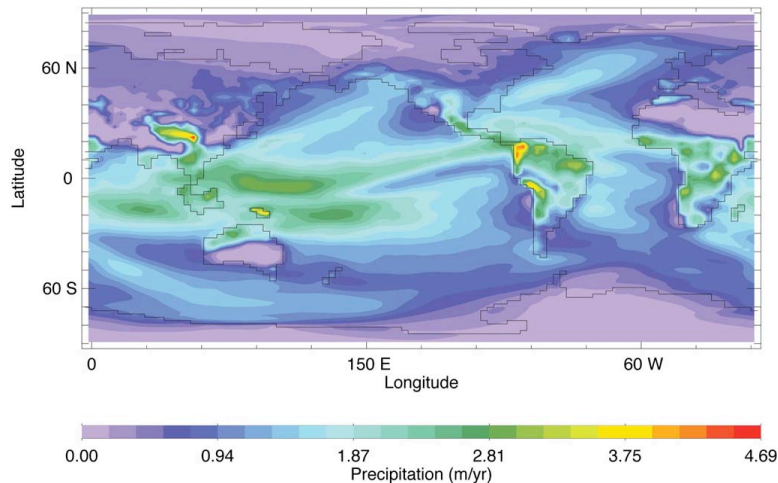 60 N
0
60 S
Latitude
0 150 E 60 W
Longitude
0.00 0.94 1.87 2.81 3.75 4.69
Precipitation (m/yr)